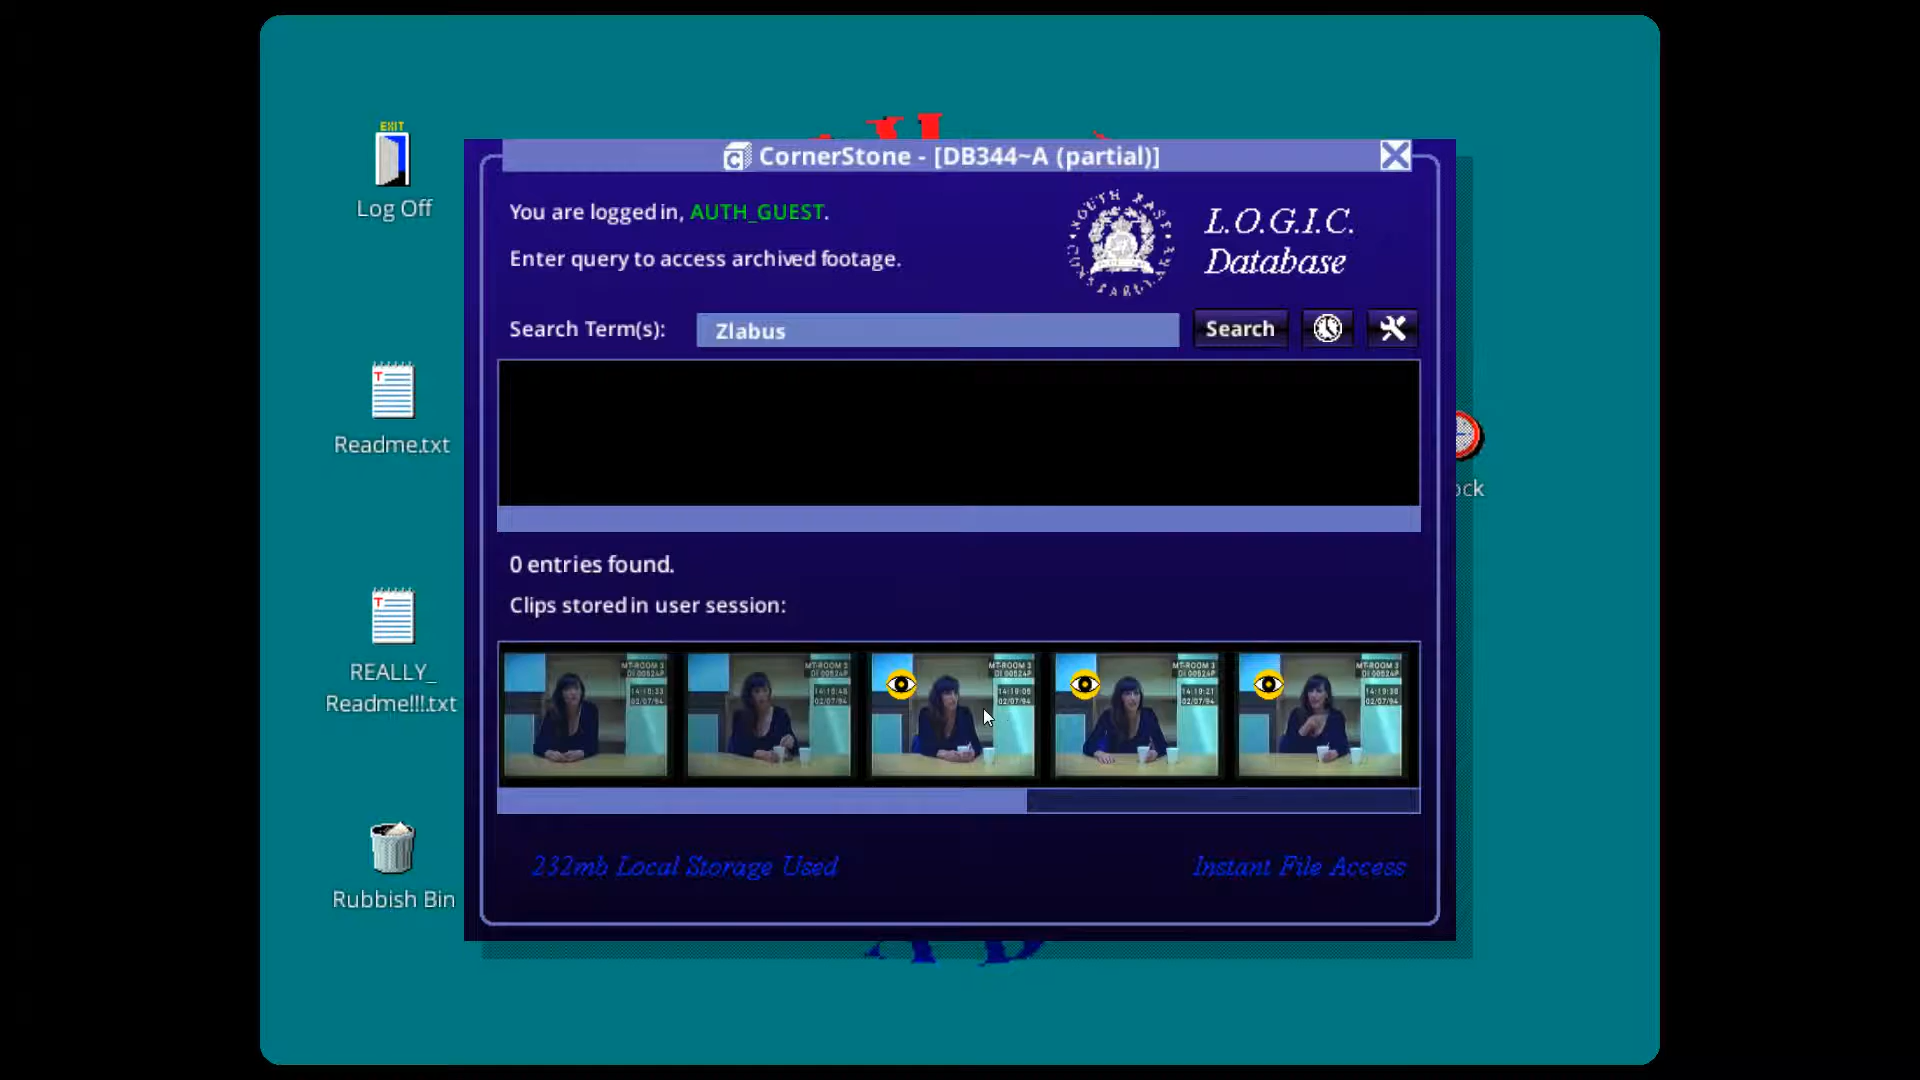 CornerStone - [DB344~A (partial)]
EXIT
Log Off
You are logged in, AUTH_GUEST.
Enter query to access archived footage.
L.O.G.I.C.
Database
Search Term(s):
Zlabus
Search
Readme.txt
ock
0 entries found.
Clips stored in user session:
REALLY_
Readme!!!.txt
Rubbish Bin
232mb Local Storage Used
Instant File Access